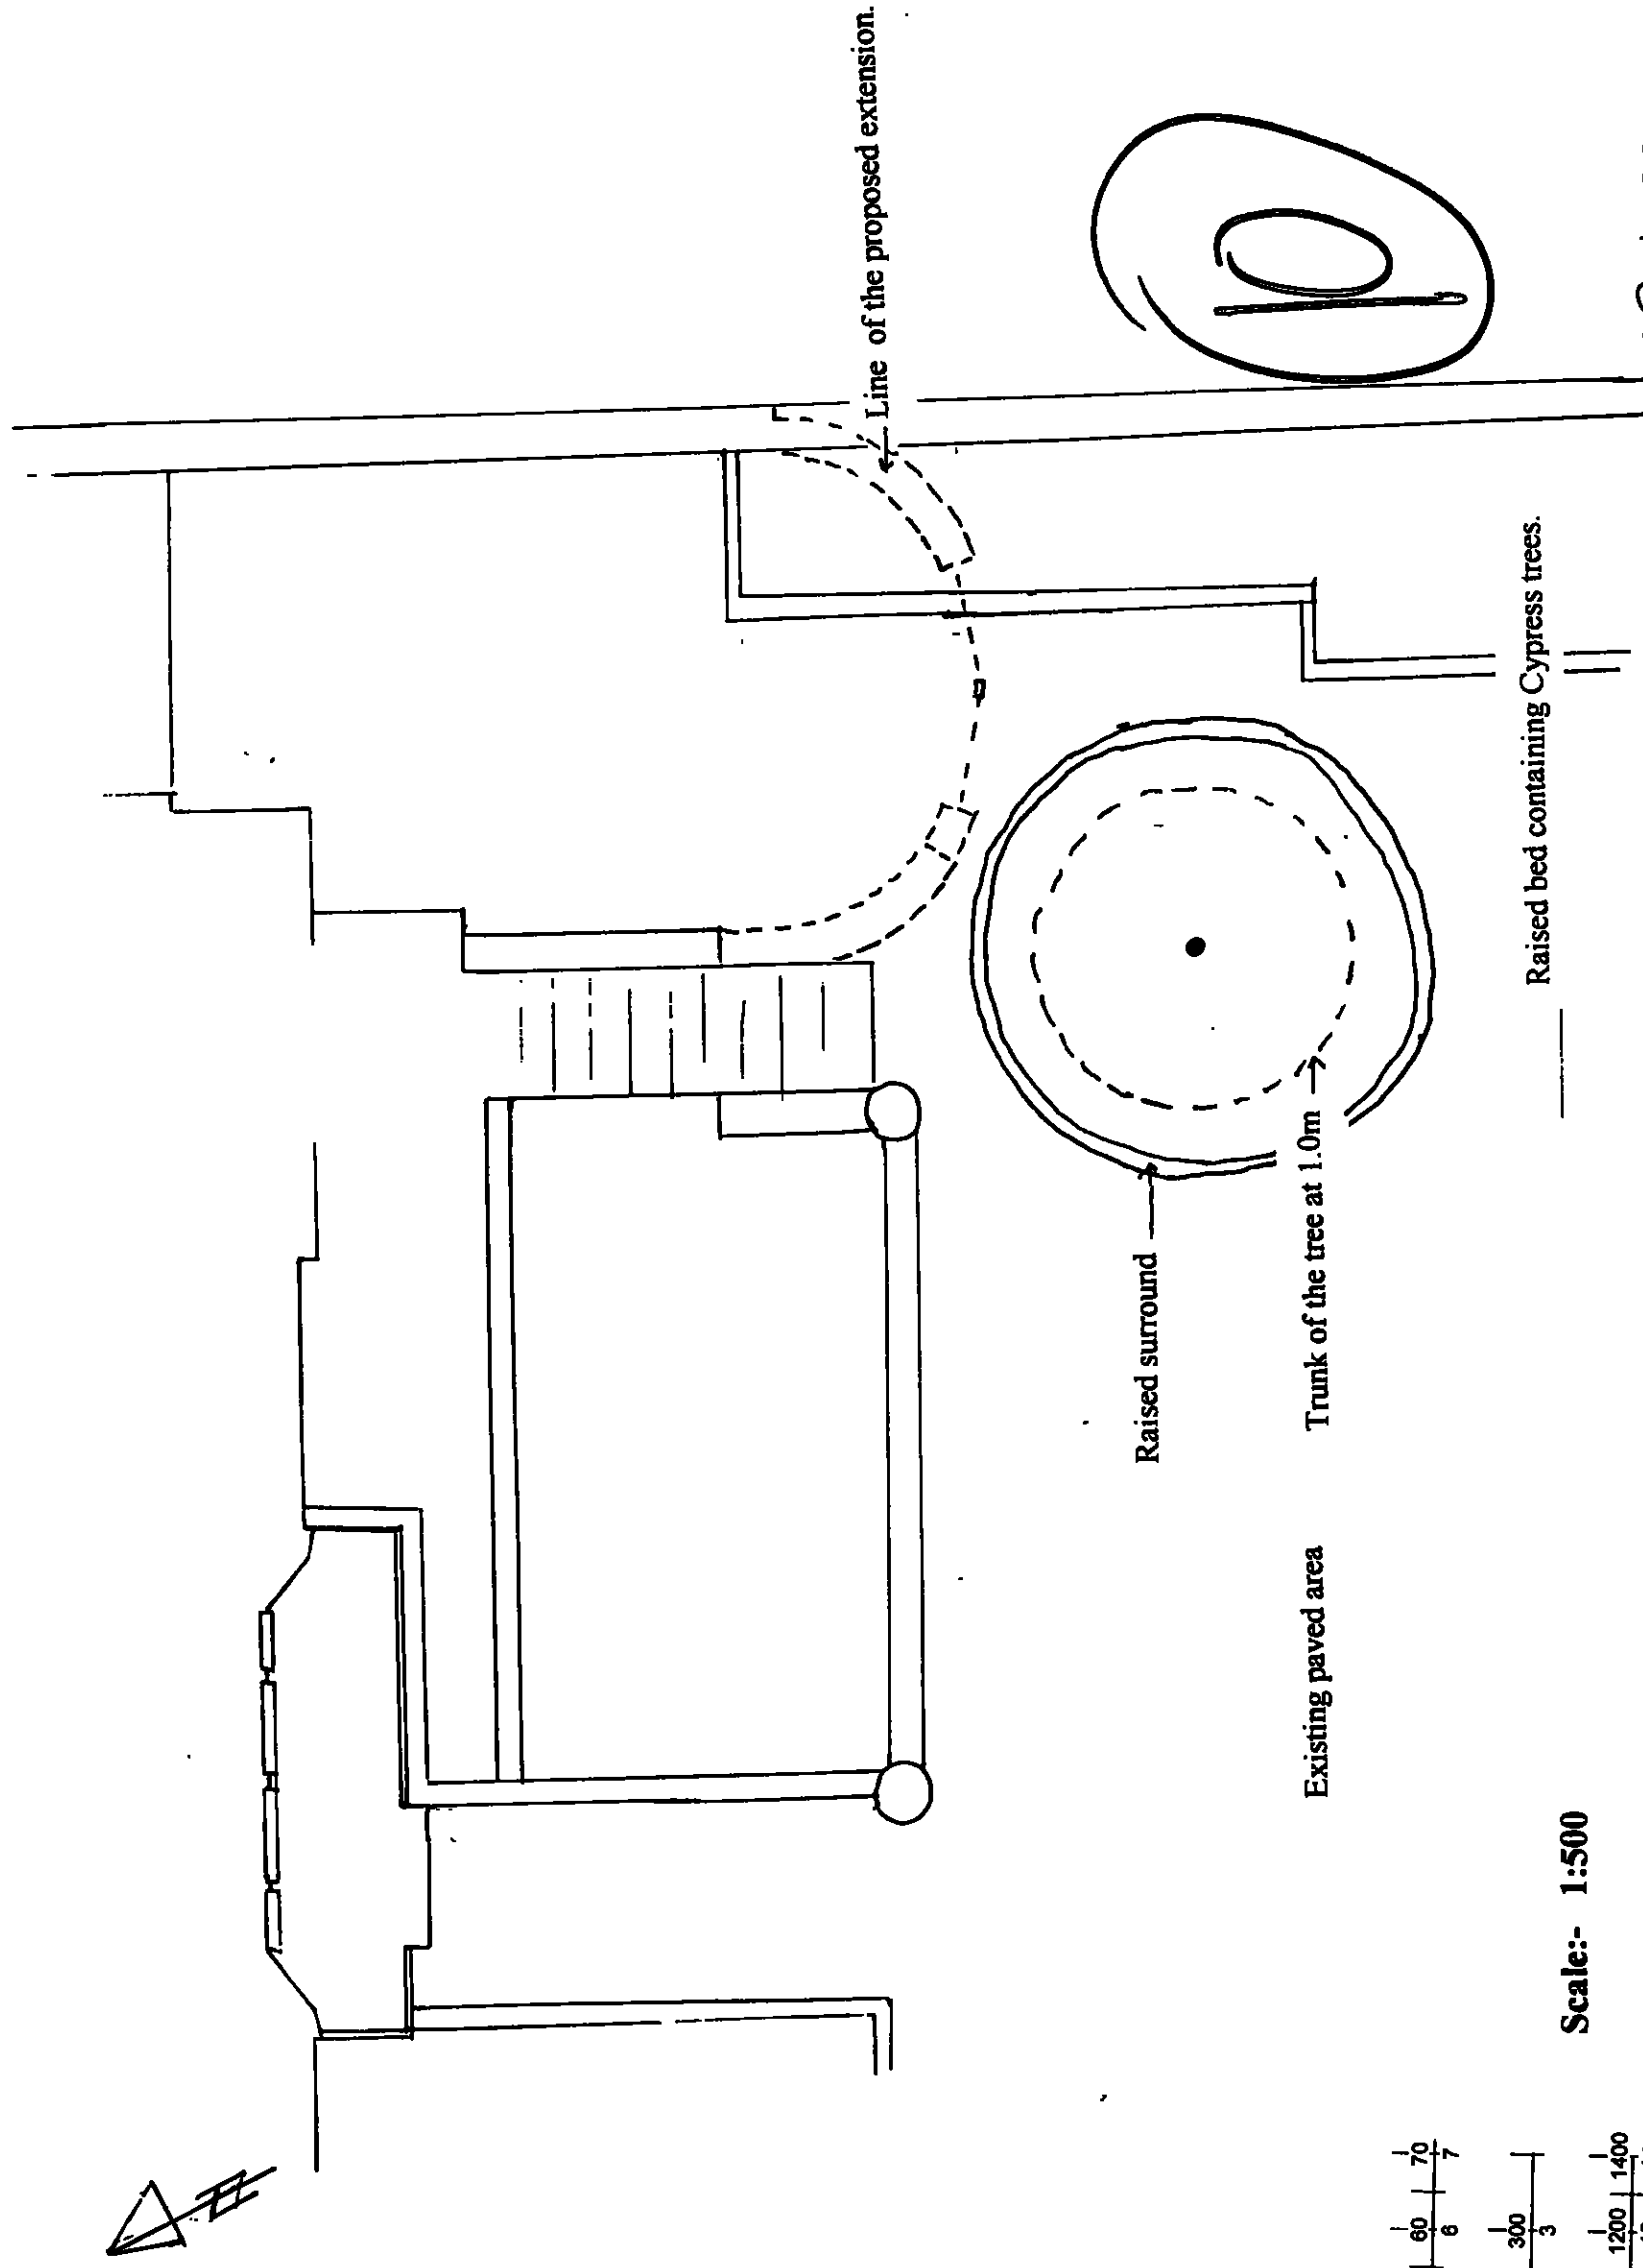 Line of the proposed extension.
10
Raised surround
Trunk of the tree at 1.0m
Existing paved area
Raised bed containing Cypress trees.
Scale:- 1:500
60 70
6 7
300
3
1200 1400